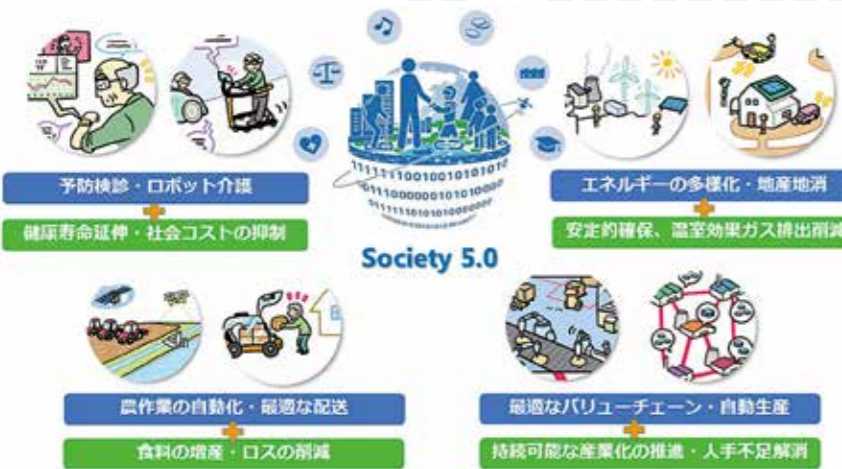 予防検診・ロボット介護
健康寿命延伸・社会コストの抑制
エネルギーの多様化・地産地消
安定的確保、温室効果ガス排出削減
Society 5.0
農作業の自動化・最適な配送
食料の増産・ロスの削減
最適なバリューチェーン・自動生産
持続可能な産業化の推進・人手不足解消